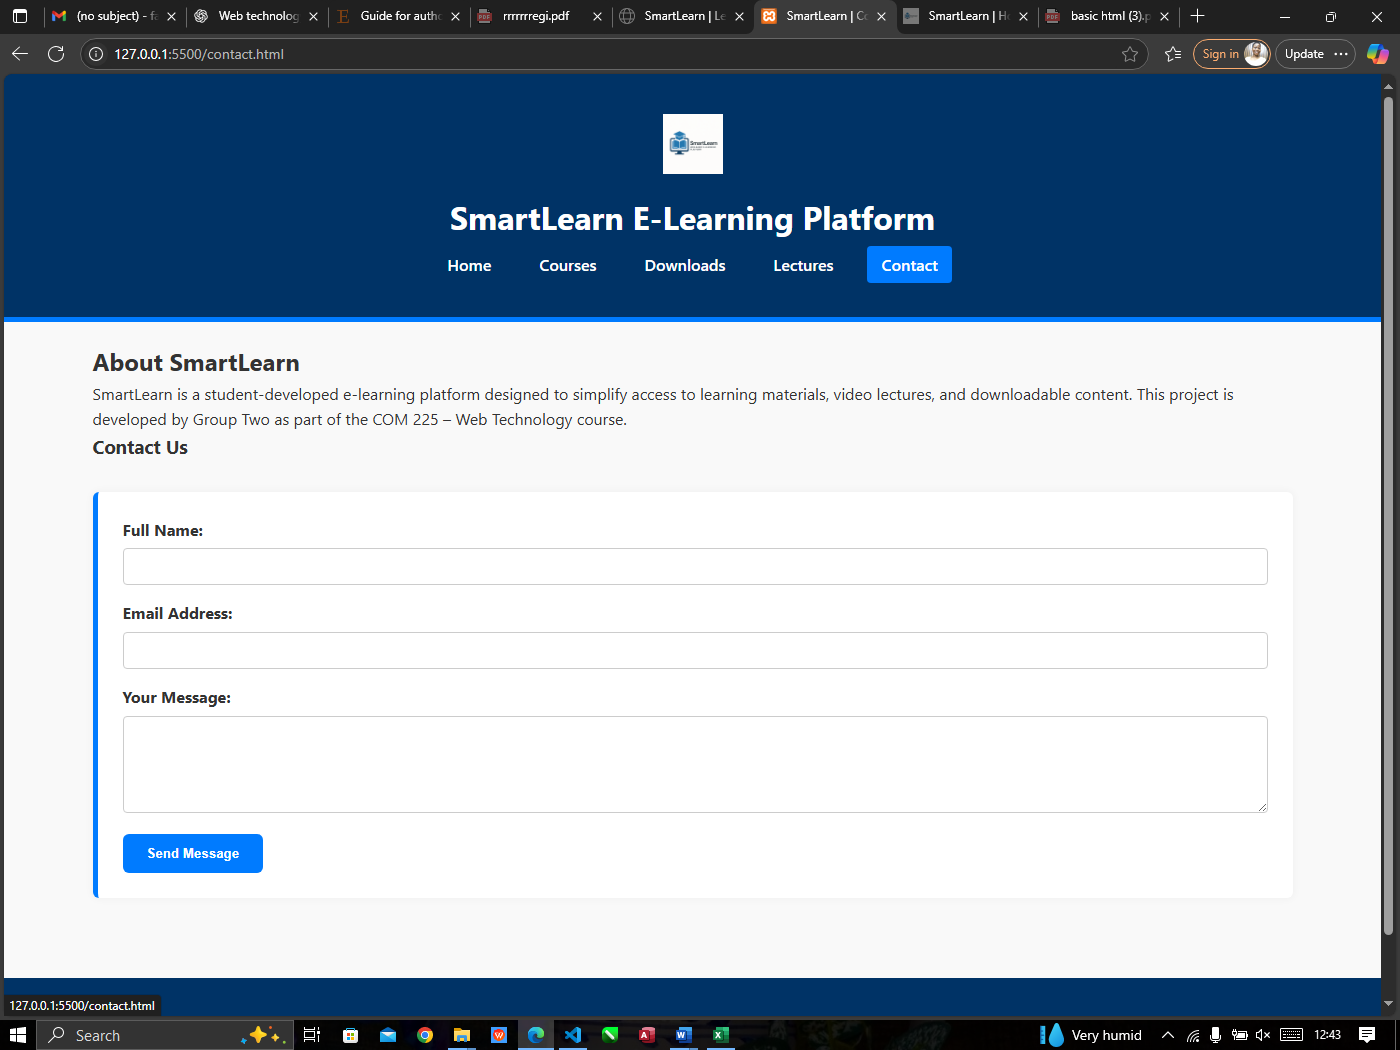 (no subject) - fa
Web technolog
Guide for autho
rrrrrrregi.pdf
SmartLearn | Le
SmartLearn | Co
SmartLearn | Ho
basic html (3).p
127.0.0.1:5500/contact.html
Sign in
Update
SmartLearn
SmartLearn E-Learning Platform
Home
Courses
Downloads
Lectures
Contact
About SmartLearn
SmartLearn is a student-developed e-learning platform designed to simplify access to learning materials, video lectures, and downloadable content. This project is
developed by Group Two as part of the COM 225 – Web Technology course.
Contact Us
Full Name:
Email Address:
Your Message:
Send Message
127.0.0.1:5500/contact.html
Search
Very humid
12:43